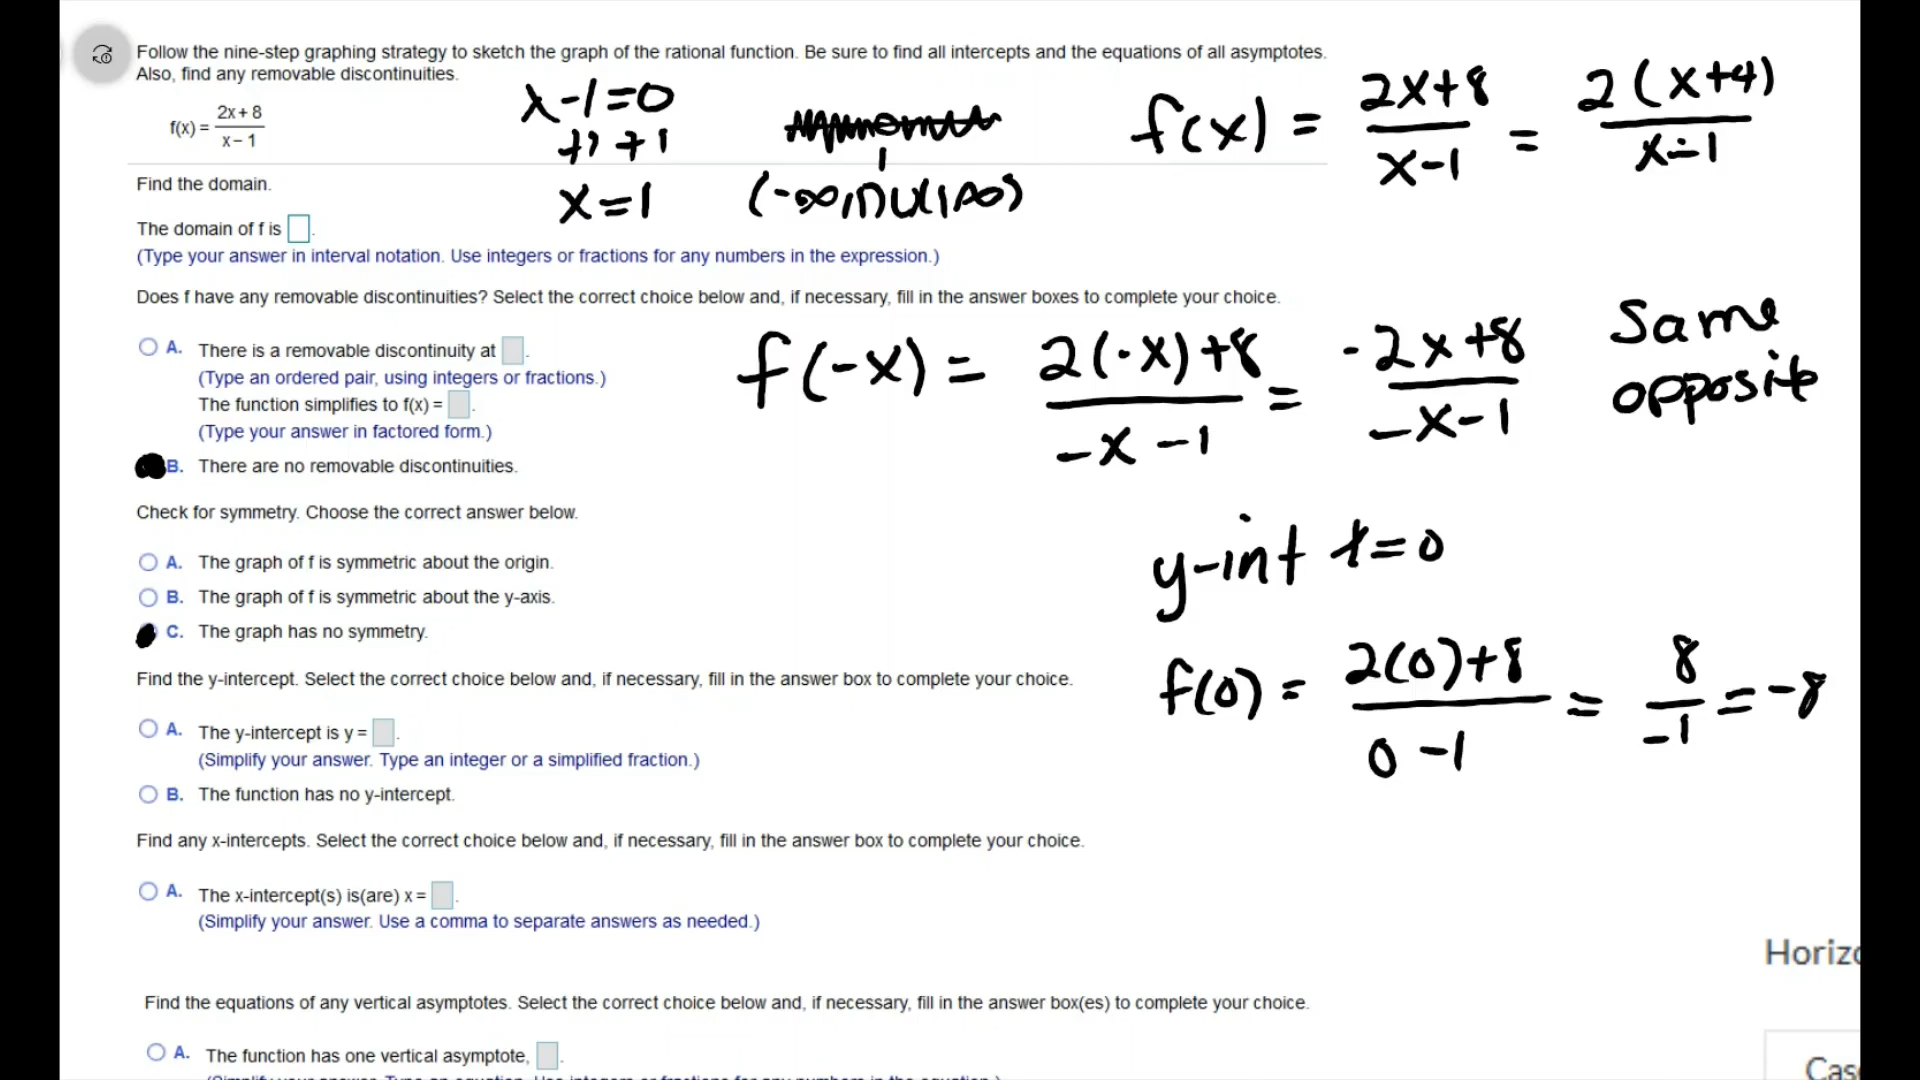 Follow the nine-step graphing strategy to sketch the graph of the rational function. Be sure to find all intercepts and the equations of all asymptotes.
Also, find any removable discontinuities.
f(x) = (2x + 8)/(x - 1)
x-1=0
+1 +1
x=1
(-∞,1)U(1,∞)
f(x) = (2x+8)/(x-1) = 2(x+4)/(x-1)
Find the domain.
The domain of f is .
(Type your answer in interval notation. Use integers or fractions for any numbers in the expression.)
Does f have any removable discontinuities? Select the correct choice below and, if necessary, fill in the answer boxes to complete your choice.
A. There is a removable discontinuity at .
(Type an ordered pair, using integers or fractions.)
The function simplifies to f(x) = .
(Type your answer in factored form.)
B. There are no removable discontinuities.
f(-x) = (2(-x)+8)/(-x-1) = (-2x+8)/(-x-1)
same
opposite
Check for symmetry. Choose the correct answer below.
A. The graph of f is symmetric about the origin.
B. The graph of f is symmetric about the y-axis.
C. The graph has no symmetry.
y-int x=0
f(0) = (2(0)+8)/(0-1) = 8/-1 = -8
Find the y-intercept. Select the correct choice below and, if necessary, fill in the answer box to complete your choice.
A. The y-intercept is y = .
(Simplify your answer. Type an integer or a simplified fraction.)
B. The function has no y-intercept.
Find any x-intercepts. Select the correct choice below and, if necessary, fill in the answer box to complete your choice.
A. The x-intercept(s) is(are) x = .
(Simplify your answer. Use a comma to separate answers as needed.)
Horizo
Find the equations of any vertical asymptotes. Select the correct choice below and, if necessary, fill in the answer box(es) to complete your choice.
A. The function has one vertical asymptote, .
Cas